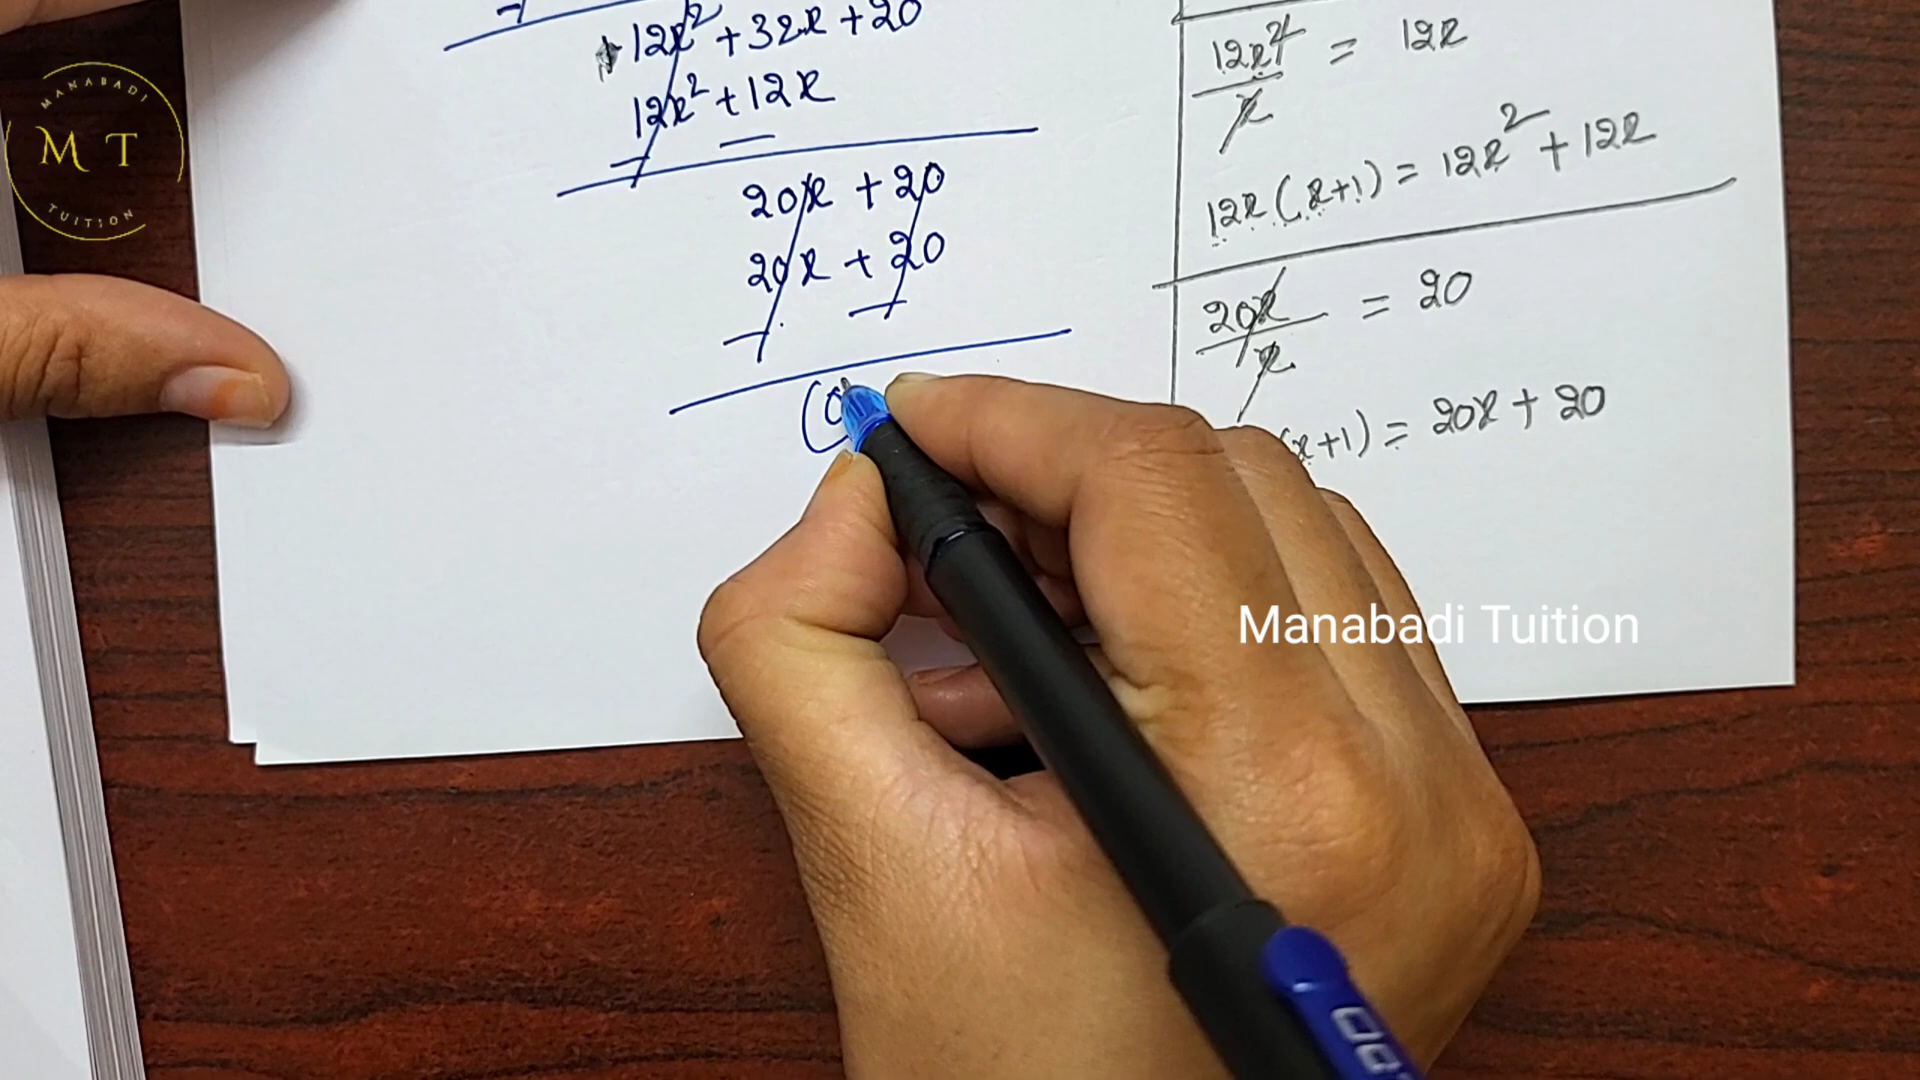 +12x² + 32x + 20
12x² + 12x
20x + 20
20x + 20
(0
12x²/x = 12x
12x(x+1) = 12x² + 12x
20x/x = 20
(x+1) = 20x + 20
MANABADI
MT
TUITION
Manabadi Tuition